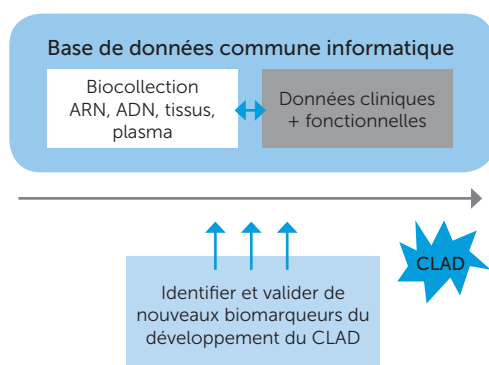 Base de données commune informatique
Biocollection
ARN, ADN, tissus,
plasma
Données cliniques
+ fonctionnelles
CLAD
Identifier et valider de
nouveaux biomarqueurs du
développement du CLAD